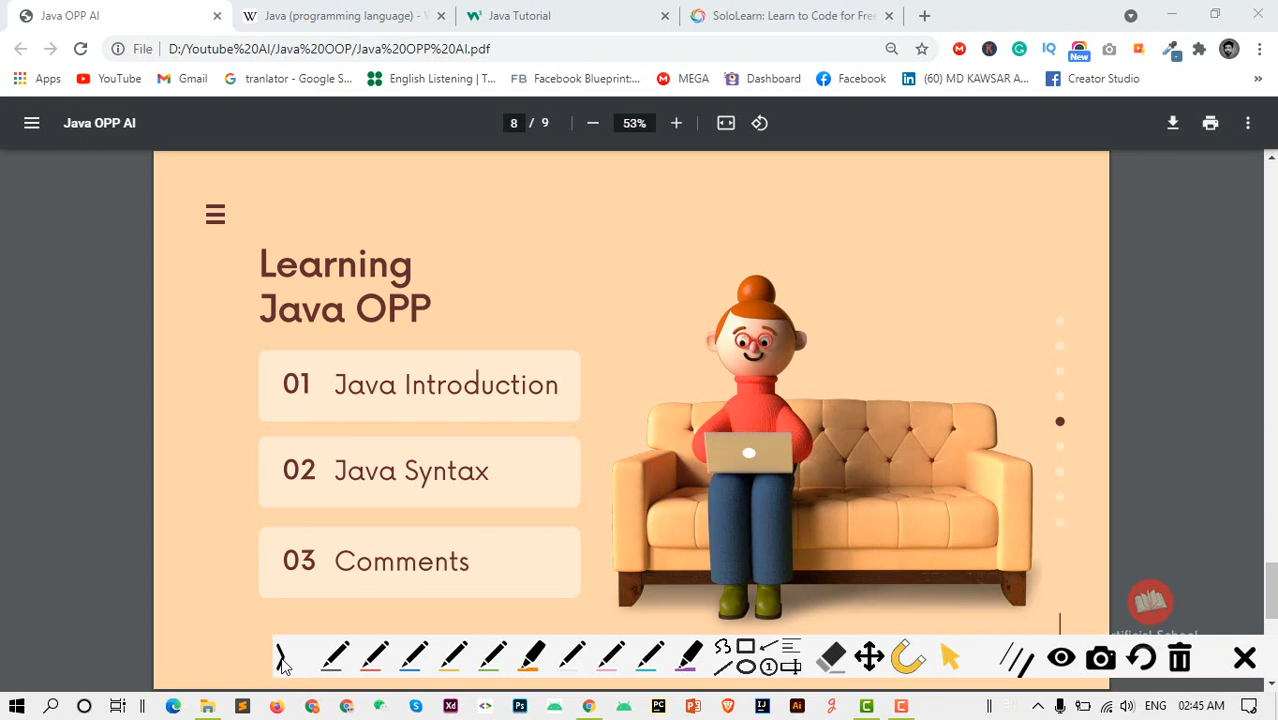 Java OPP AI
Java (programming language) - W
Java Tutorial
SoloLearn: Learn to Code for Free
File
D:/Youtube%20AI/Java%20OOP/Java%20OPP%20AI.pdf
New
Apps
YouTube
Gmail
tranlator - Google S...
English Listening | T...
FB Facebook Blueprint:...
MEGA
Dashboard
Facebook
(60) MD KAWSAR A...
Creator Studio
Java OPP AI
8 / 9
53%
Learning
Java OPP
01 Java Introduction
02 Java Syntax
03 Comments
ENG
02:45 AM